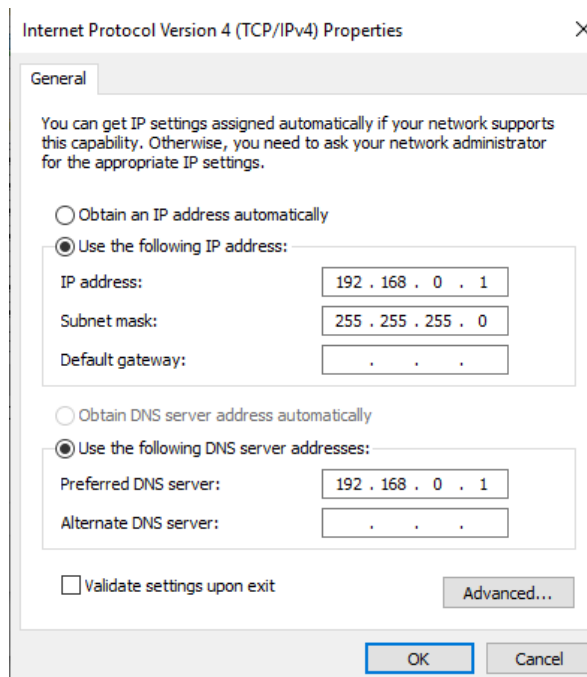 Internet Protocol Version 4 (TCP/IPv4) Properties
General
You can get IP settings assigned automatically if your network supports
this capability. Otherwise, you need to ask your network administrator
for the appropriate IP settings.
Obtain an IP address automatically
Use the following IP address:
IP address: 192 . 168 . 0 . 1
Subnet mask: 255 . 255 . 255 . 0
Default gateway: . . .
Obtain DNS server address automatically
Use the following DNS server addresses:
Preferred DNS server: 192 . 168 . 0 . 1
Alternate DNS server: . . .
Validate settings upon exit Advanced...
OK Cancel